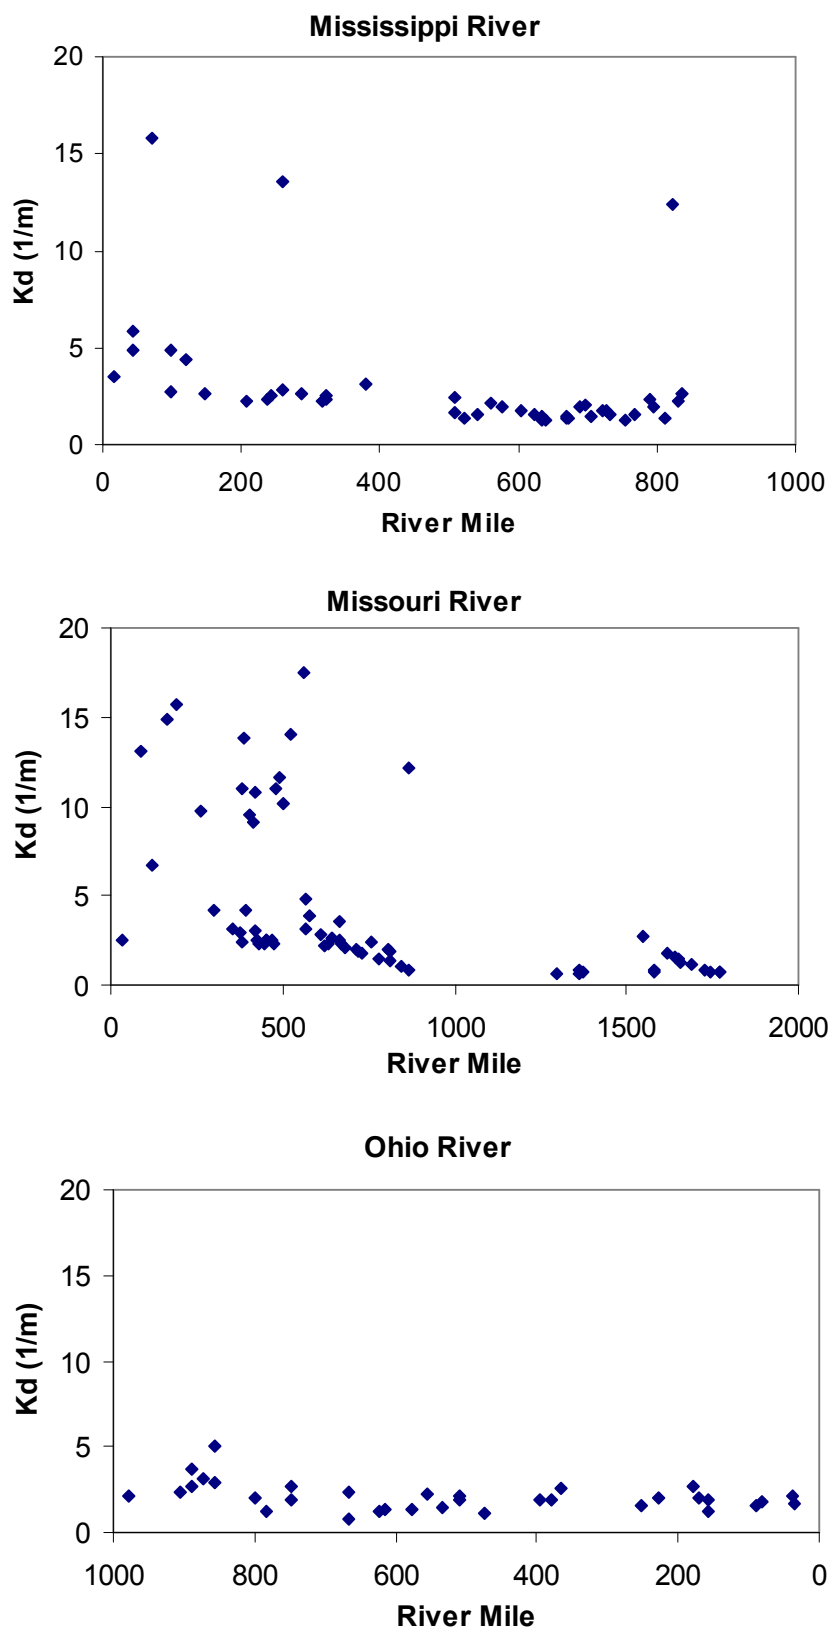 Mississippi River
20
15
10
5
0
Kd (1/m)
0 200 400 600 800 1000
River Mile
Missouri River
20
15
10
5
0
Kd (1/m)
0 500 1000 1500 2000
River Mile
Ohio River
20
15
10
5
0
Kd (1/m)
1000 800 600 400 200 0
River Mile